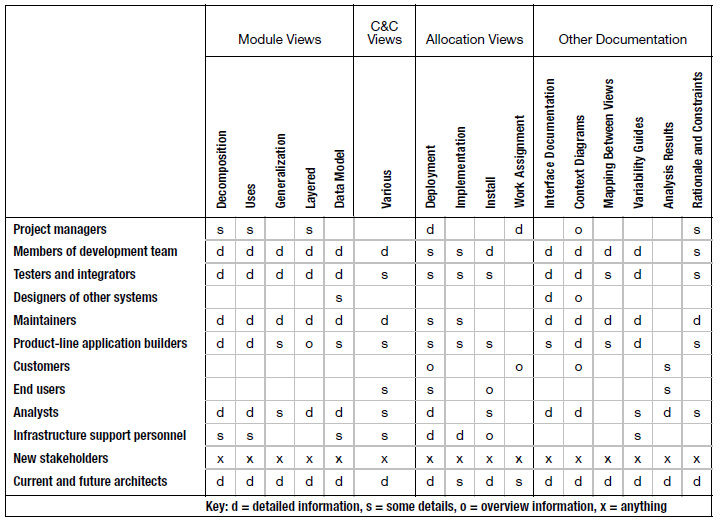 Module Views
C&C Views
Allocation Views
Other Documentation
Decomposition
Uses
Generalization
Layered
Data Model
Various
Deployment
Implementation
Install
Work Assignment
Interface Documentation
Context Diagrams
Mapping Between Views
Variability Guides
Analysis Results
Rationale and Constraints
Project managers s s s d d o s
Members of development team d d d d d d s s d d d d d s
Testers and integrators d d d d d s s s s d d s d s
Designers of other systems s d o
Maintainers d d d d d d s s d d d d d
Product-line application builders d d s o s s s s s s d s d s
Customers o o o s
End users s s o s
Analysts d d s d d s d s d d s d s
Infrastructure support personnel s s s s d d o s
New stakeholders x x x x x x x x x x x x x x x x
Current and future architects d d d d d d d s d s d d d d d d
Key: d = detailed information, s = some details, o = overview information, x = anything